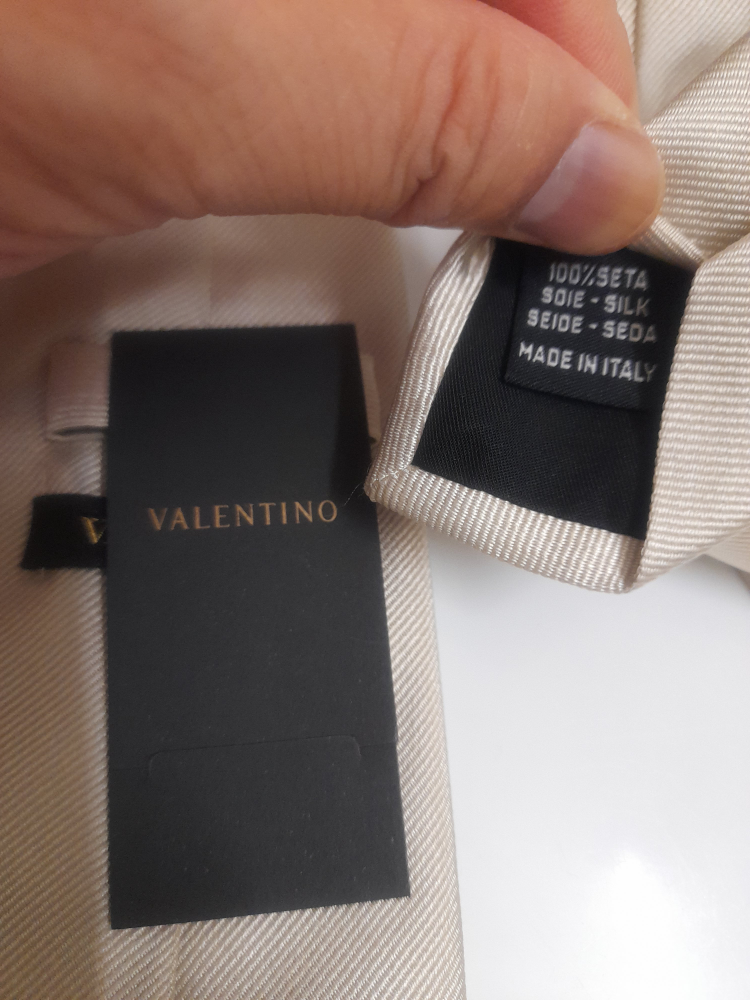 100% SETA
SOIE - SILK
SEIDE - SEDA
MADE IN ITALY
VALENTINO
V